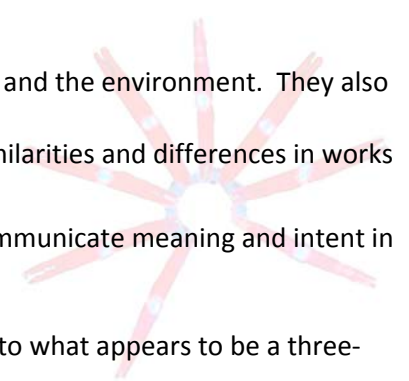 and the environment. They also
milarities and differences in works
mmunicate meaning and intent in
to what appears to be a three-